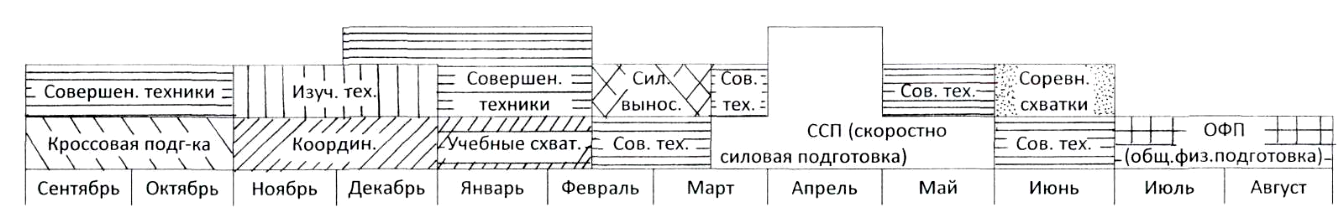 Совершен. техники
Изуч. тех.
Совершен.
техники
Сил.
вынос.
Сов.
тех.
Сов. тех.
Соревн.
схватки
Кроссовая подг-ка
Координ.
Учебные схват.
Сов. тех.
ССП (скоростно
силовая подготовка)
Сов. тех.
ОФП
(общ.физ.подготовка)
Сентябрь Октябрь Ноябрь Декабрь Январь Февраль Март Апрель Май Июнь Июль Август